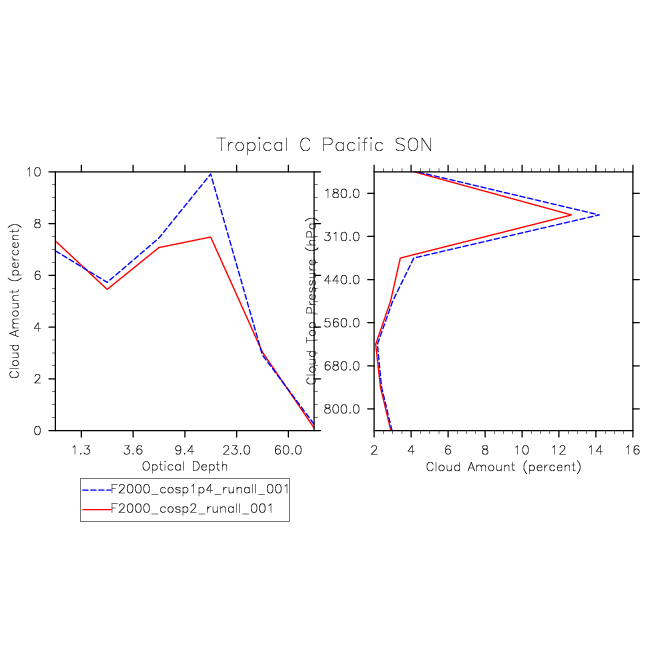 Tropical C Pacific SON
Cloud Amount (percent)
10
8
6
4
2
0
1.3 3.6 9.4 23.0 60.0
Optical Depth
Cloud Top Pressure (hPa)
180.0
310.0
440.0
560.0
680.0
800.0
2 4 6 8 10 12 14 16
Cloud Amount (percent)
F2000_cosp1p4_runall_001
F2000_cosp2_runall_001